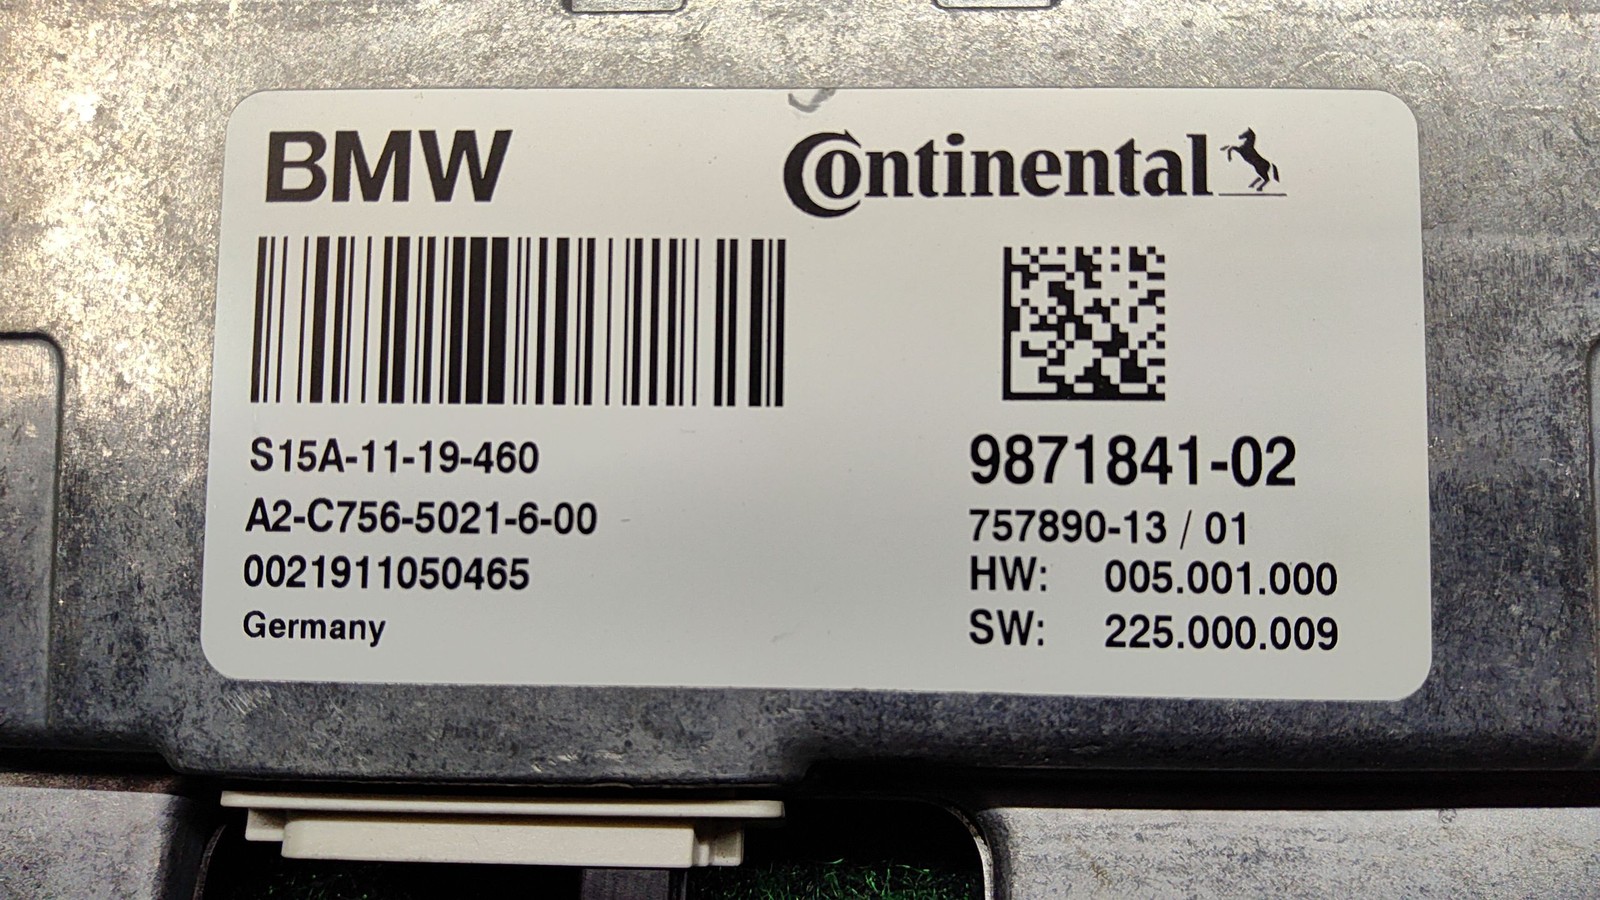 BMW
Continental
S15A-11-19-460
A2-C756-5021-6-00
0021911050465
Germany
9871841-02
757890-13 / 01
HW: 005.001.000
SW: 225.000.009